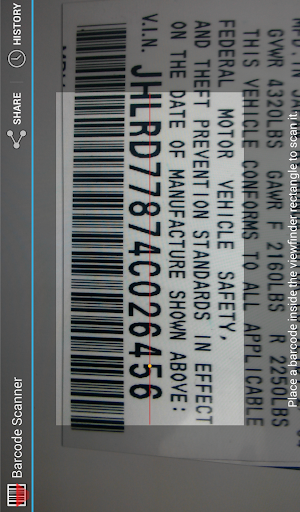 Barcode Scanner
SHARE
HISTORY
GVWR 4320LBS GAWR F 2160LBS R 2250LBS
THIS VEHICLE CONFORMS TO ALL APPLICABLE
FEDERAL MOTOR VEHICLE SAFETY,
AND THEFT PREVENTION STANDARDS IN EFFECT
ON THE DATE OF MANUFACTURE SHOWN ABOVE:
V.I.N. JHLRD77874C026456
Place a barcode inside the viewfinder rectangle to scan it.